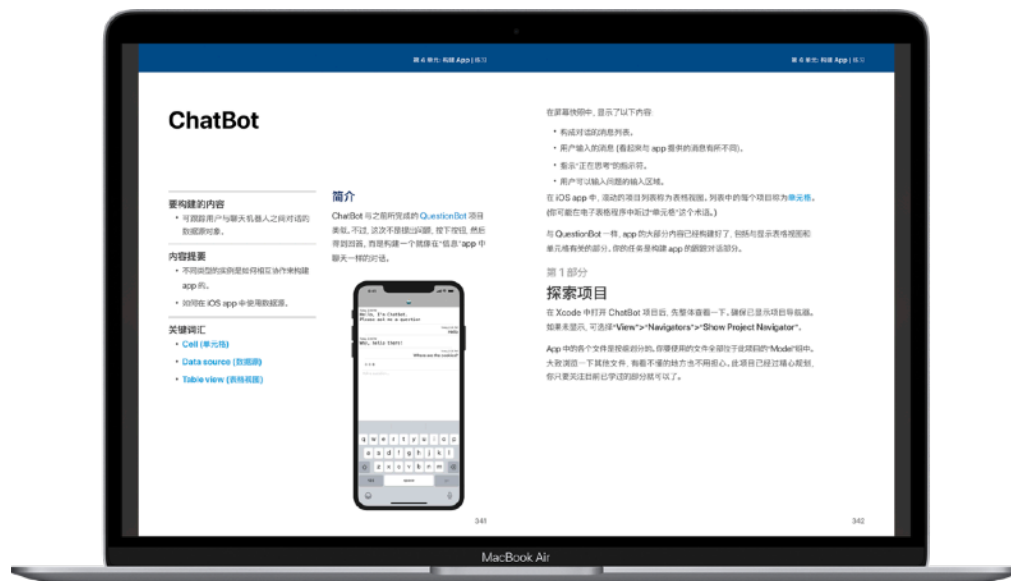 第 6 单元: 构建 App | 练习
第 6 单元: 构建 App | 练习
ChatBot
要构建的内容
• 可跟踪用户与聊天机器人之间对话的
数据源对象。
内容提要
• 不同类型的实例是如何相互协作来构建
app 的。
• 如何在 iOS app 中使用数据源。
关键词汇
• Cell (单元格)
• Data source (数据源)
• Table view (表格视图)
简介
ChatBot 与之前所完成的 QuestionBot 项目
类似。不过, 这次不是提出问题, 按下按钮, 然后
得到回答, 而是构建一个就像在“信息”app 中
聊天一样的对话。
Hello, I'm ChatBot.
Please ask me a question
Hello
Why, hello there!
Where are the cookies?
q w e r t y u i o p
a s d f g h j k l
z x c v b n m
123
space
341
在屏幕快照中, 显示了以下内容:
• 构成对话的消息列表。
• 用户输入的消息 (看起来与 app 提供的消息有所不同)。
• 指示“正在思考”的指示符。
• 用户可以输入问题的输入区域。
在 iOS app 中, 滚动的项目列表称为表格视图。列表中的每个项目称为单元格。
(你可能在电子表格程序中听过“单元格”这个术语。)
与 QuestionBot 一样, app 的大部分内容已经构建好了, 包括与显示表格视图和
单元格有关的部分。你的任务是构建 app 的跟踪对话部分。
第 1 部分
探索项目
在 Xcode 中打开 ChatBot 项目后, 先整体查看一下。确保已显示项目导航器。
如果未显示, 可选择“View”>“Navigators”>“Show Project Navigator”。
App 中的各个文件是按组划分的。你要使用的文件全部位于此项目的“Model”组中。
大致浏览一下其他文件, 有看不懂的地方也不用担心。此项目已经过精心规划,
你只要关注目前已学过的部分就可以了。
342
MacBook Air